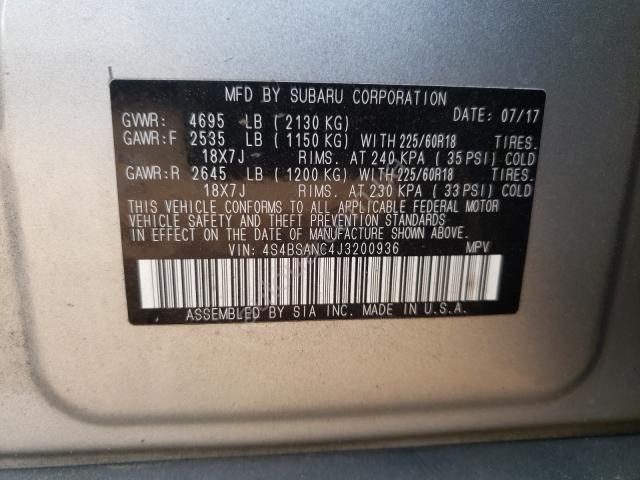 MFD BY SUBARU CORPORATION
GVWR: 4695 LB (2130 KG) DATE: 07/17
GAWR:F 2535 LB (1150 KG) WITH 225/60R18 TIRES.
18X7J RIMS. AT 240 KPA (35 PSI) COLD
GAWR:R 2645 LB (1200 KG) WITH 225/60R18 TIRES.
18X7J RIMS. AT 230 KPA (33 PSI) COLD
THIS VEHICLE CONFORMS TO ALL APPLICABLE FEDERAL MOTOR
VEHICLE SAFETY AND THEFT PREVENTION STANDARDS
IN EFFECT ON THE DATE OF MANUFACTURE SHOWN ABOVE.
VIN: 4S4BSANC4J3200936 MPV
ASSEMBLED BY SIA INC. MADE IN U.S.A.